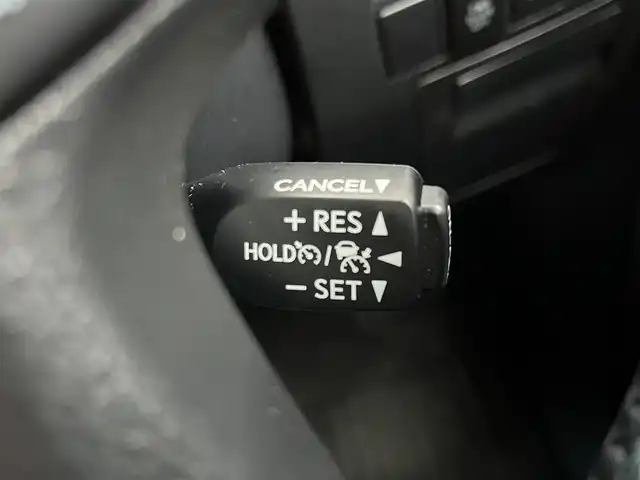 CANCEL▼
+ RES ▲
HOLD/ ◀
− SET ▼